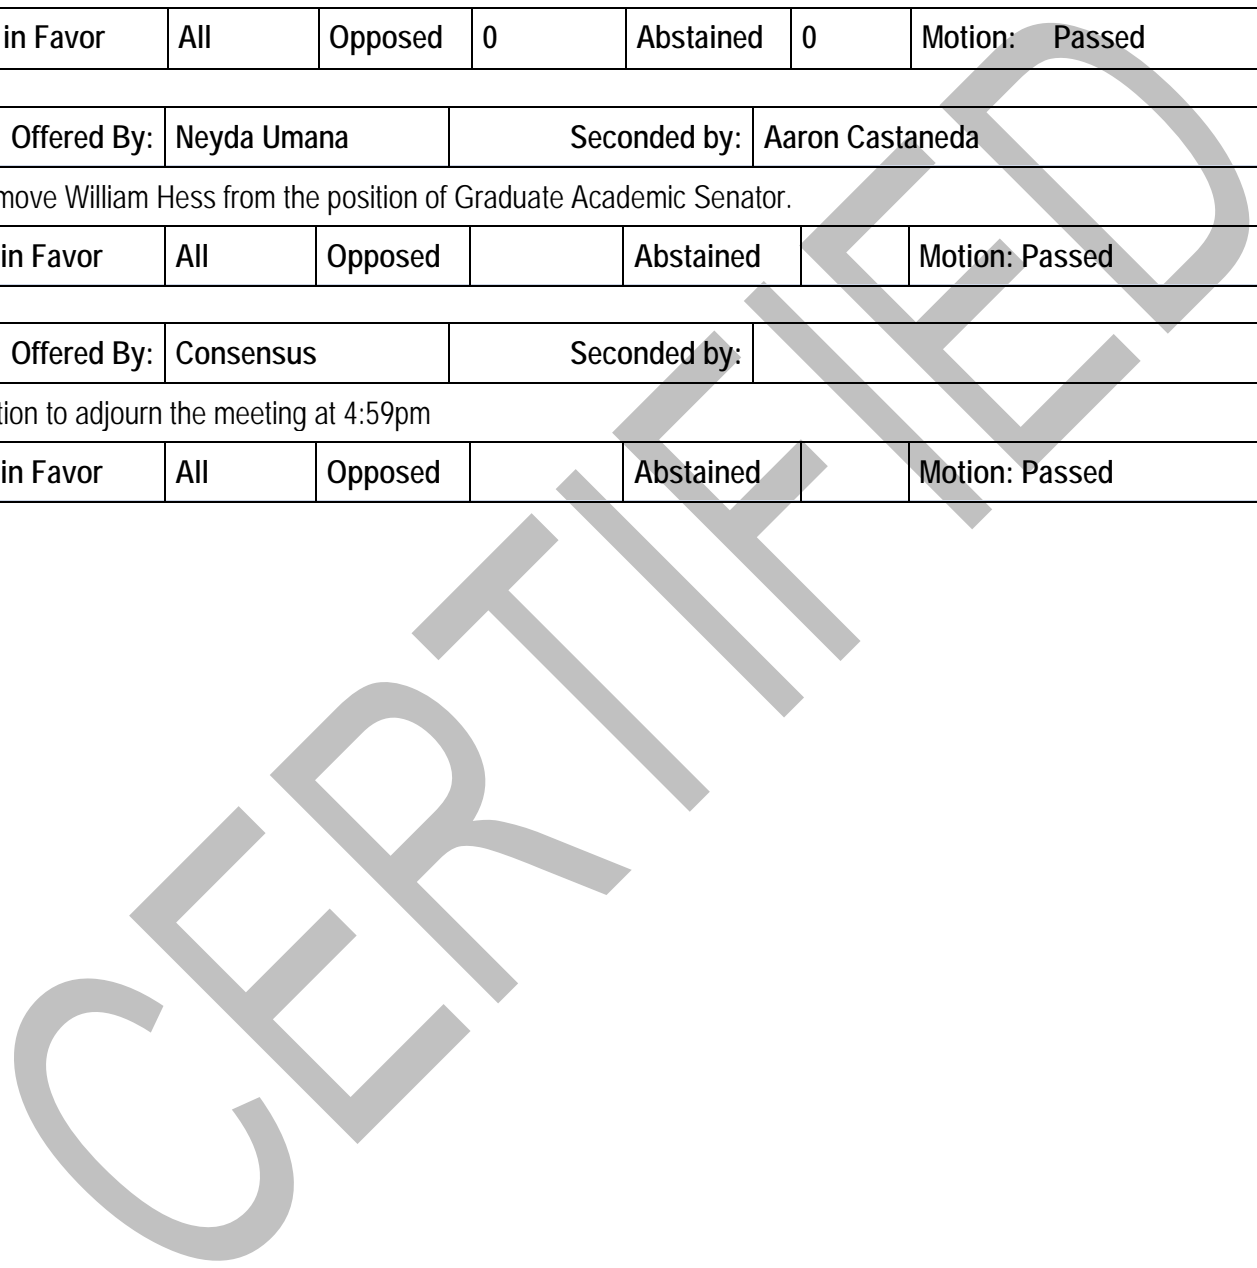 in Favor All Opposed 0 Abstained 0 Motion: Passed
Offered By: Neyda Umana Seconded by: Aaron Castaneda
move William Hess from the position of Graduate Academic Senator.
in Favor All Opposed Abstained Motion: Passed
Offered By: Consensus Seconded by:
tion to adjourn the meeting at 4:59pm
in Favor All Opposed Abstained Motion: Passed
CERTIFIED